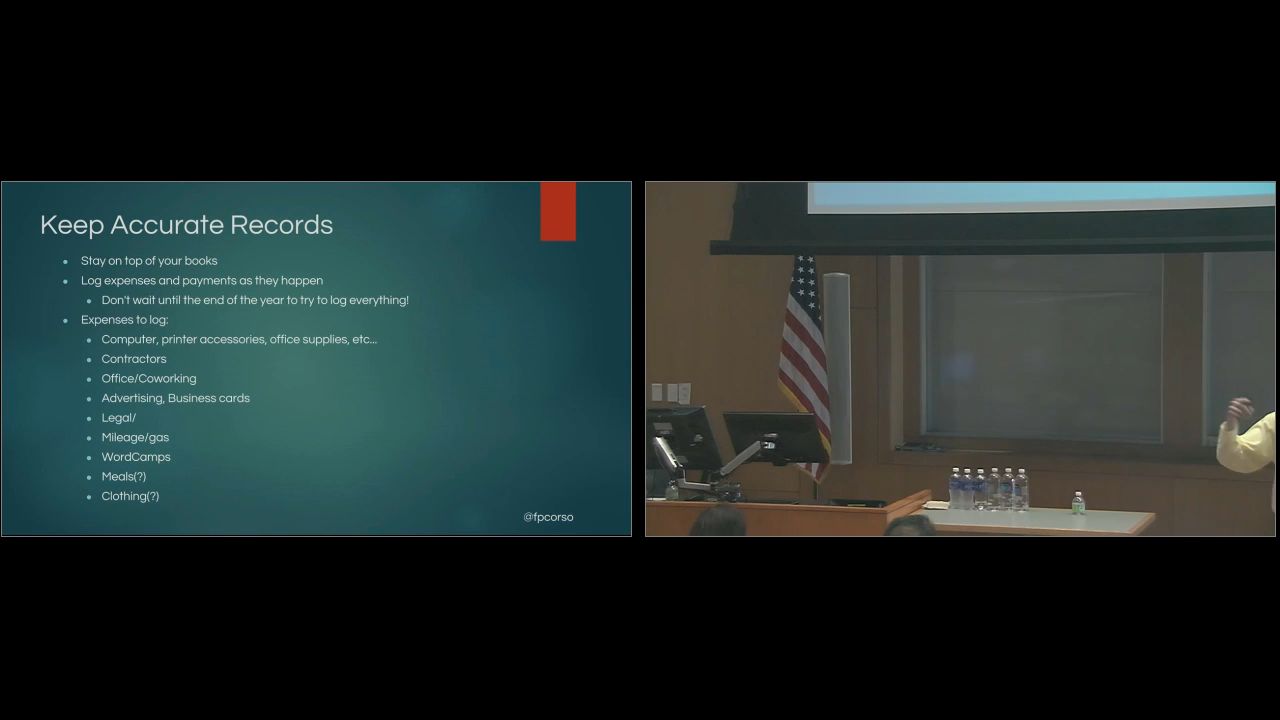 Keep Accurate Records
Stay on top of your books
Log expenses and payments as they happen
Don't wait until the end of the year to try to log everything!
Expenses to log:
Computer, printer accessories, office supplies, etc...
Contractors
Office/Coworking
Advertising, Business cards
Legal/
Mileage/gas
WordCamps
Meals(?)
Clothing(?)
@fpcorso